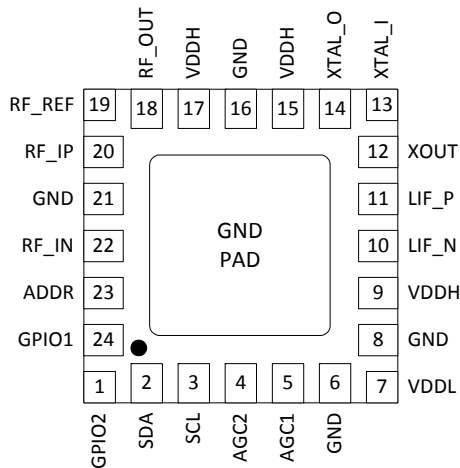 RF_OUT
VDDH
GND
VDDH
XTAL_O
XTAL_I
RF_REF 19 18 17 16 15 14 13
RF_IP 20 12 XOUT
GND 21 11 LIF_P
GND
PAD
RF_IN 22 10 LIF_N
ADDR 23 9 VDDH
GPIO1 24 8 GND
1 2 3 4 5 6 7 VDDL
GPIO2
SDA
SCL
AGC2
AGC1
GND